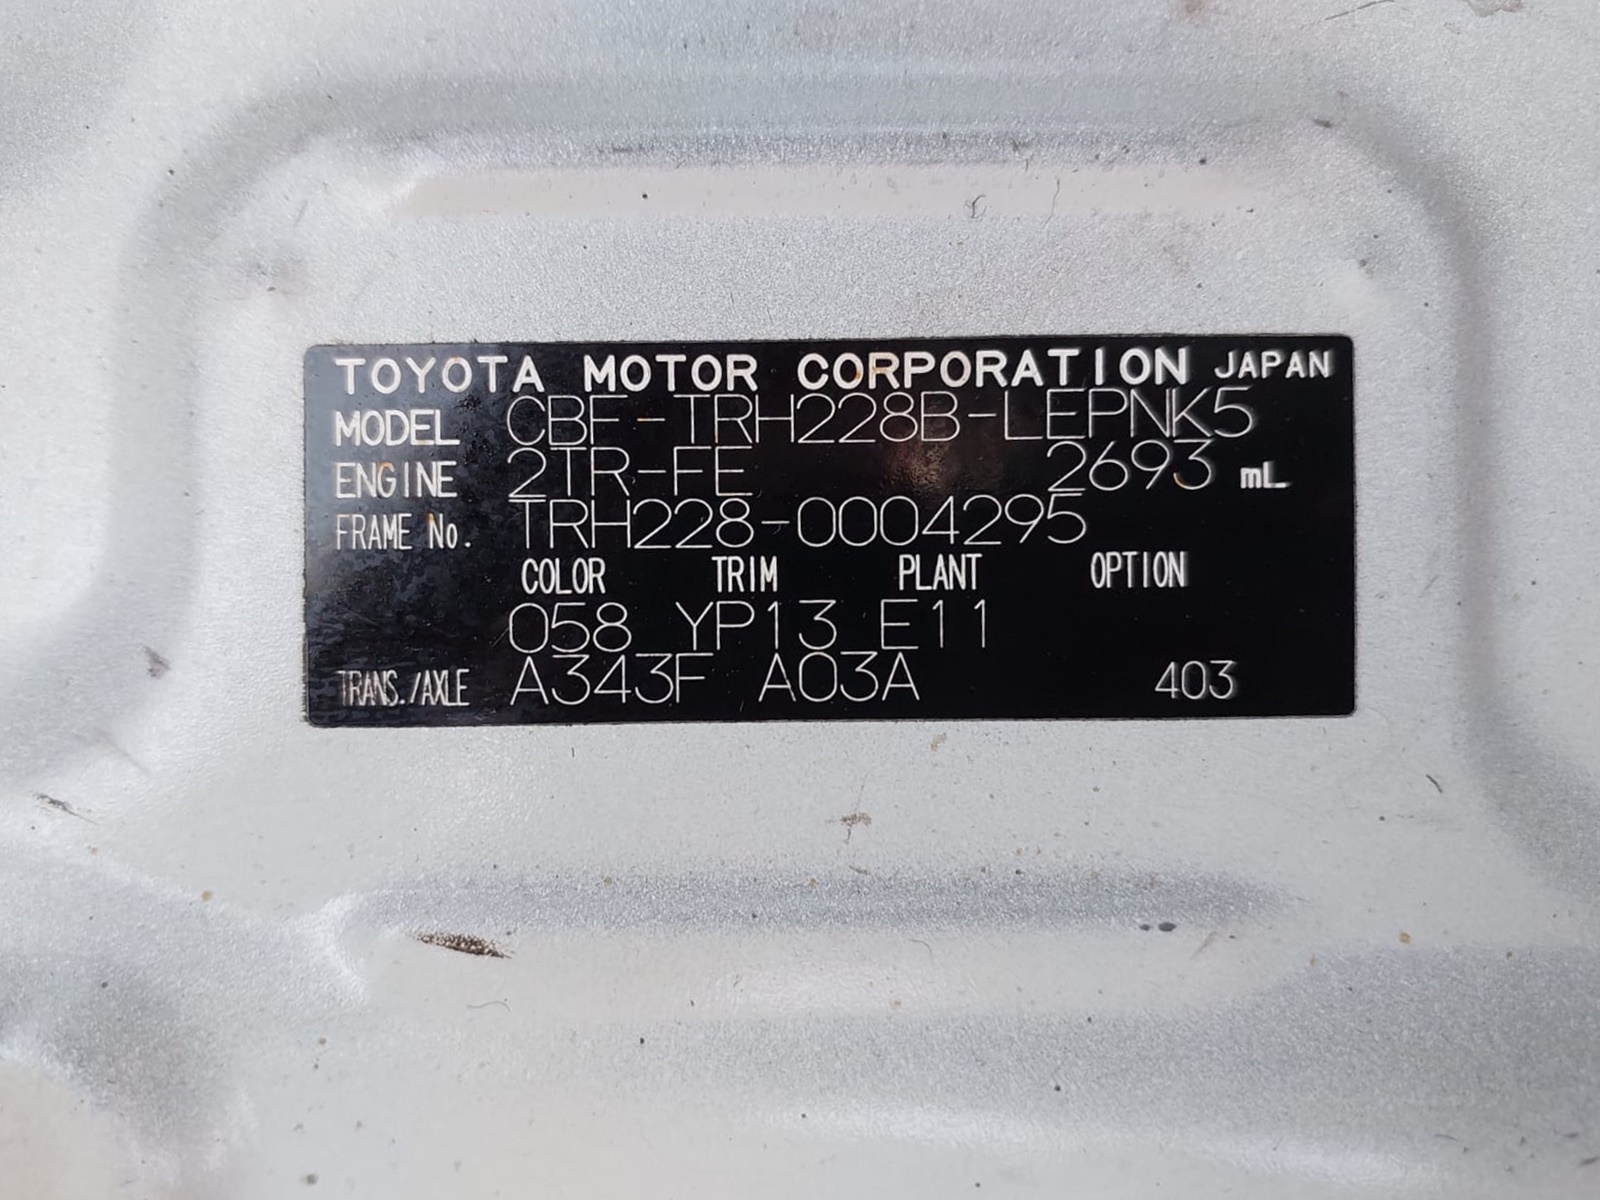 TOYOTA MOTOR CORPORATION JAPAN
MODEL CBF-TRH228B-LEPNK5
ENGINE 2TR-FE 2693 mL
FRAME No. TRH228-0004295
COLOR TRIM PLANT OPTION
058 YP13 E11
TRANS./AXLE A343F A03A 403